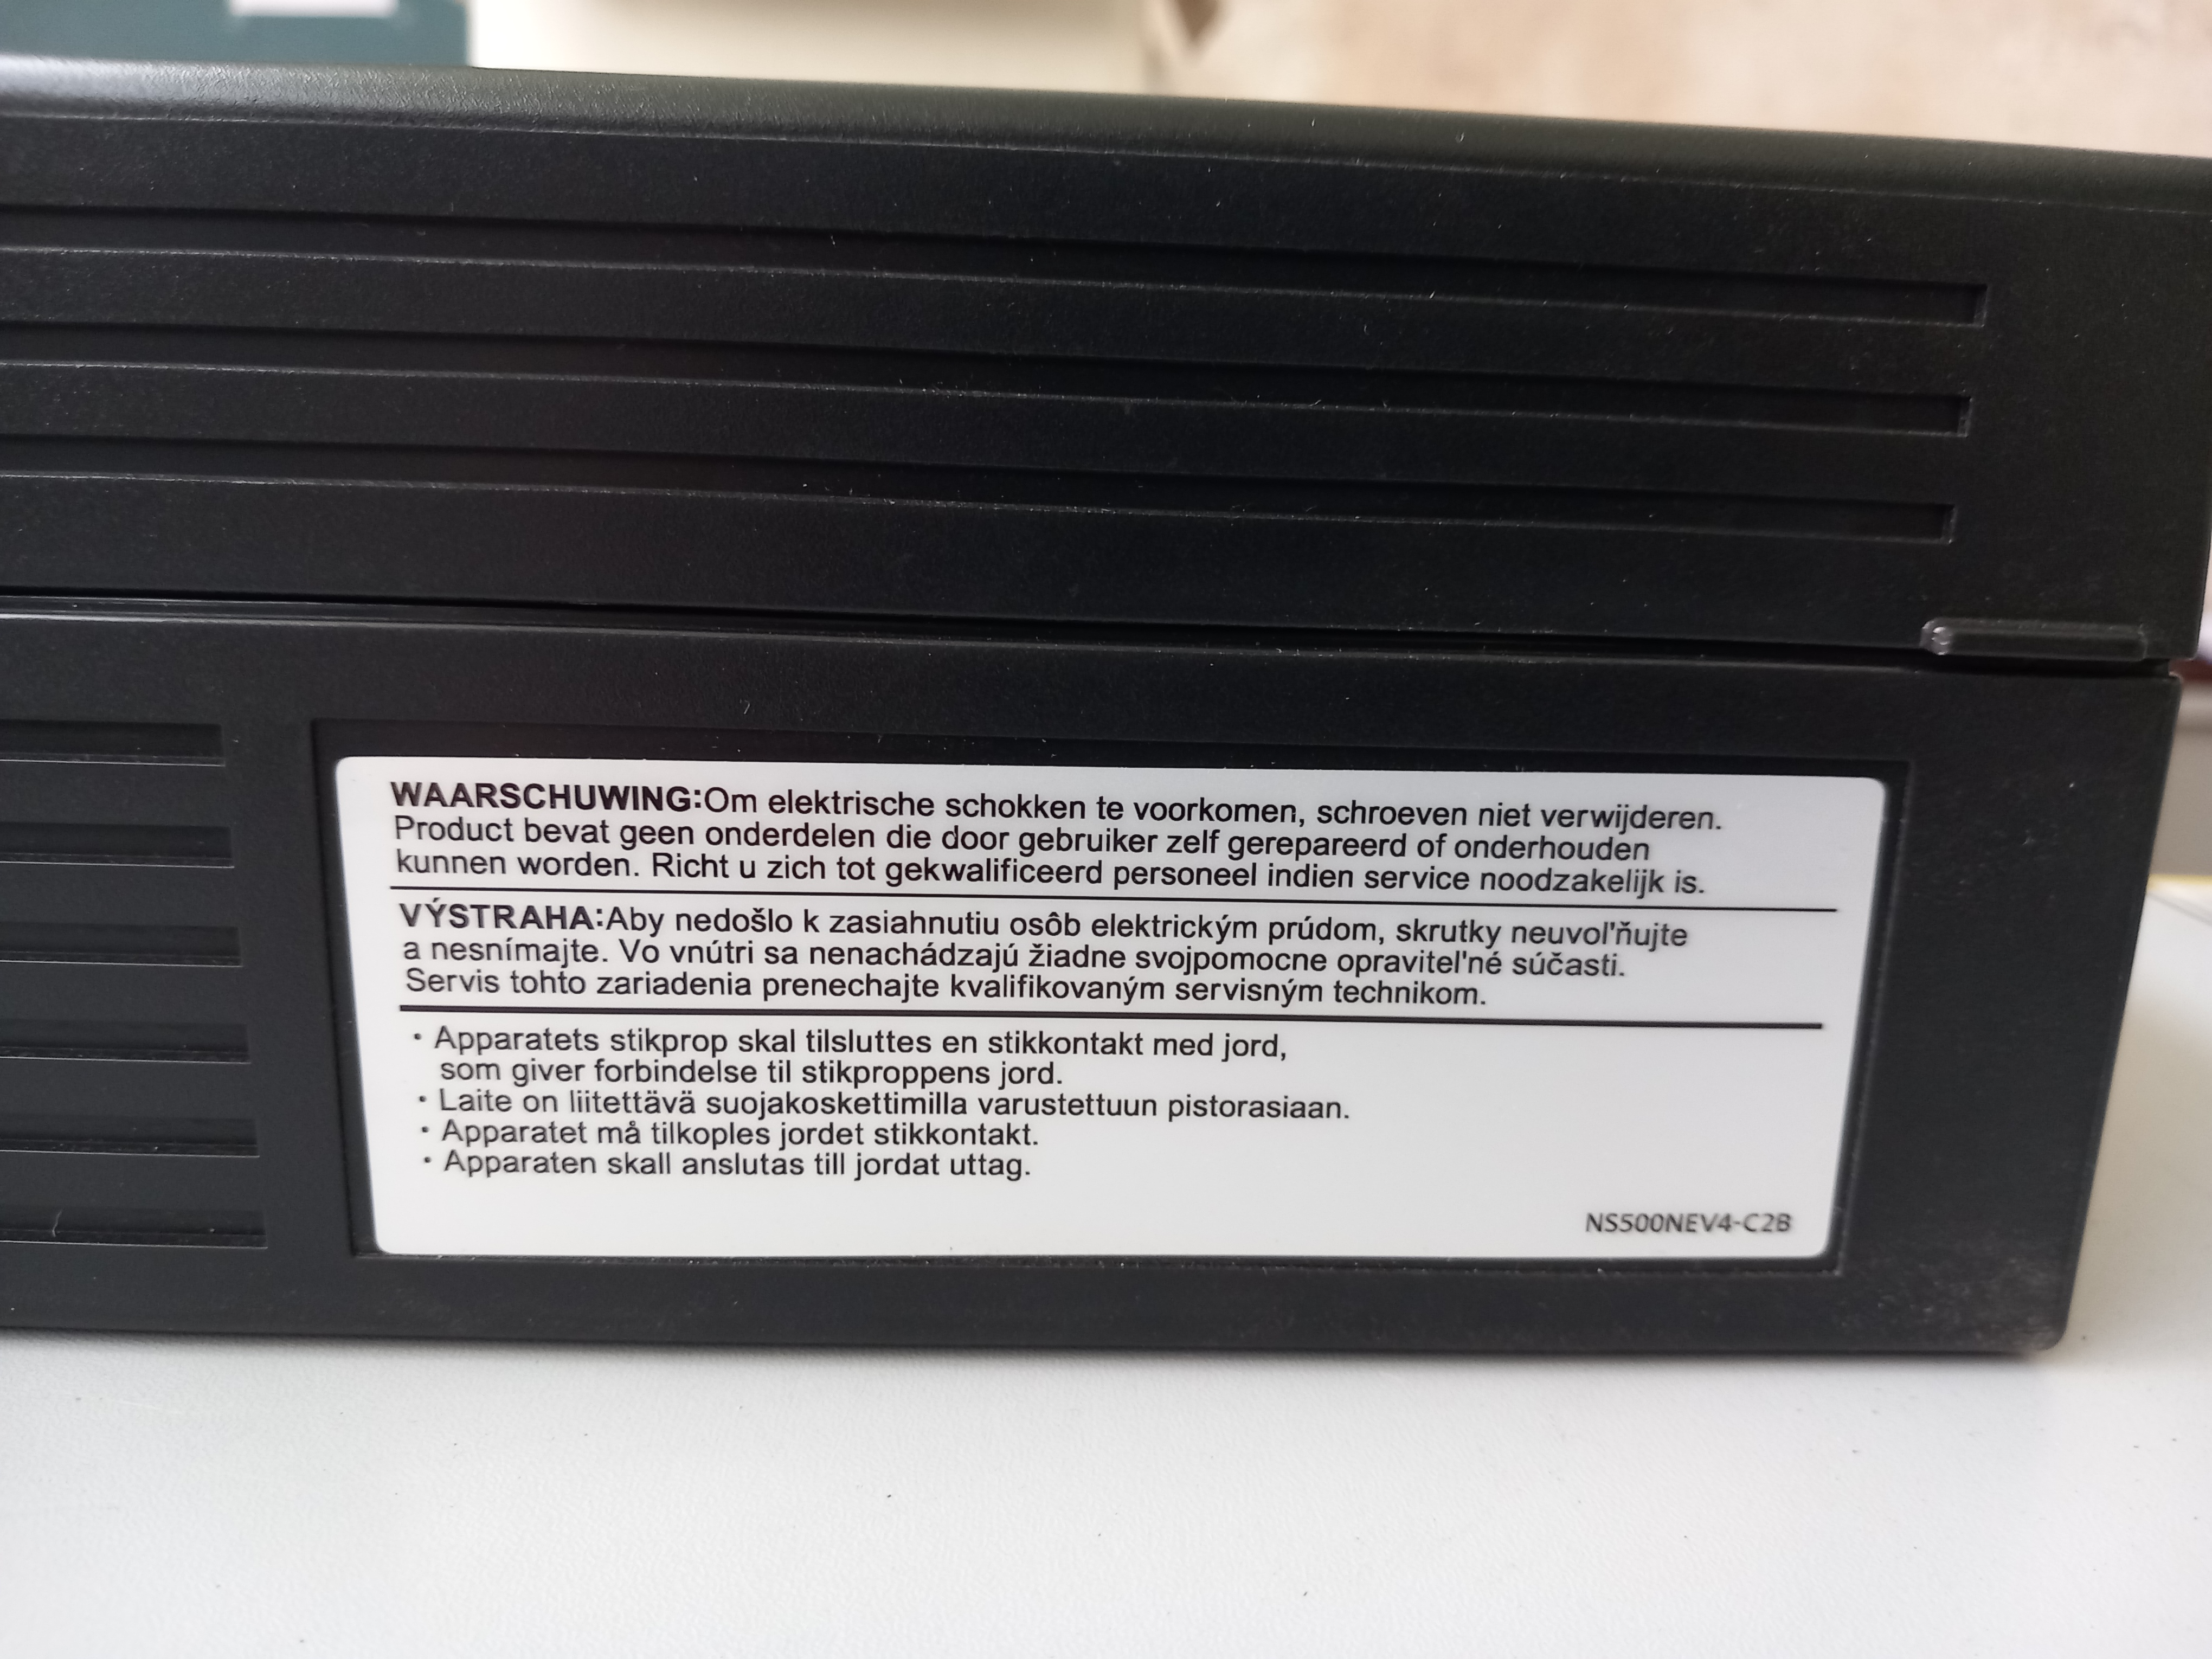 WAARSCHUWING:Om elektrische schokken te voorkomen, schroeven niet verwijderen.
Product bevat geen onderdelen die door gebruiker zelf gerepareerd of onderhouden
kunnen worden. Richt u zich tot gekwalificeerd personeel indien service noodzakelijk is.
VÝSTRAHA:Aby nedošlo k zasiahnutiu osôb elektrickým prúdom, skrutky neuvol'ňujte
a nesnímajte. Vo vnútri sa nenachádzajú žiadne svojpomocne opravitel'né súčasti.
Servis tohto zariadenia prenechajte kvalifikovaným servisným technikom.
· Apparatets stikprop skal tilsluttes en stikkontakt med jord,
som giver forbindelse til stikproppens jord.
· Laite on liitettävä suojakoskettimilla varustettuun pistorasiaan.
· Apparatet må tilkoples jordet stikkontakt.
· Apparaten skall anslutas till jordat uttag.
NS500NEV4-C2B